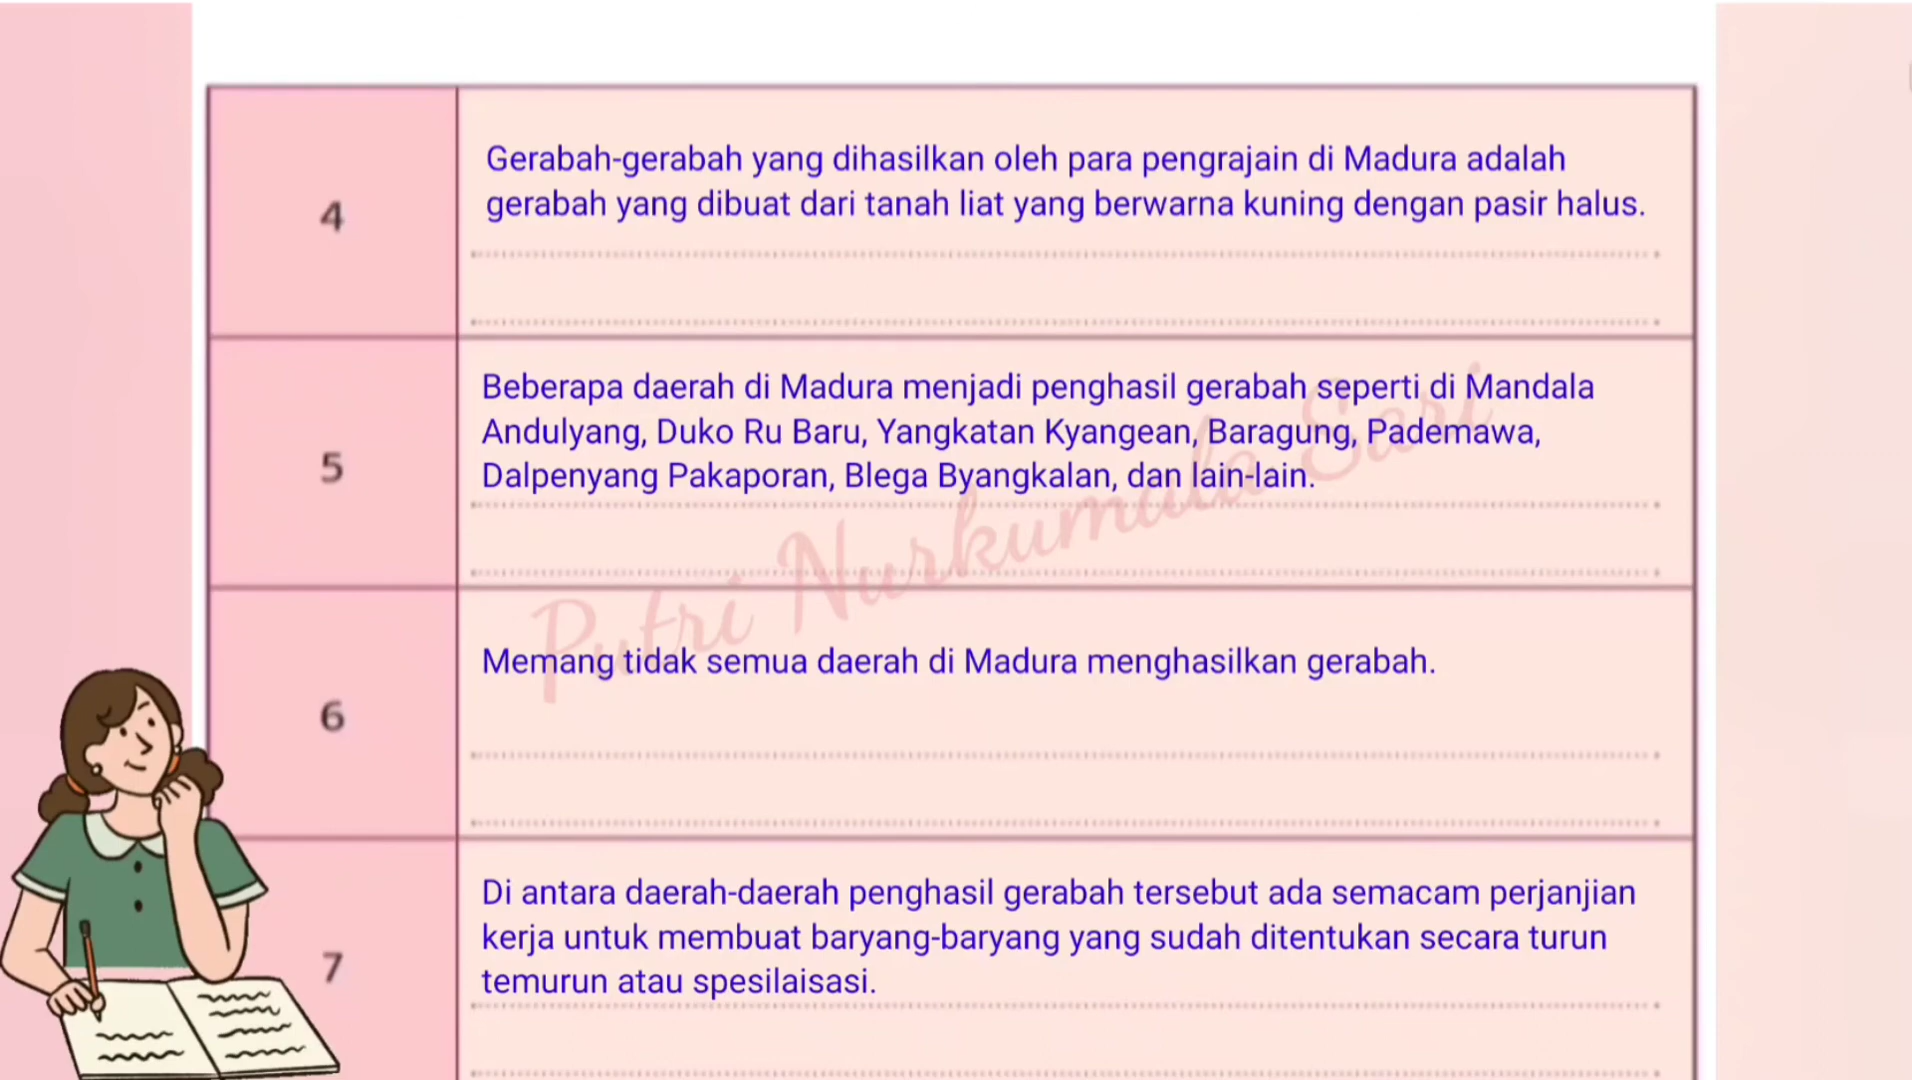 4
Gerabah-gerabah yang dihasilkan oleh para pengrajain di Madura adalah
gerabah yang dibuat dari tanah liat yang berwarna kuning dengan pasir halus.
5
Beberapa daerah di Madura menjadi penghasil gerabah seperti di Mandala
Andulyang, Duko Ru Baru, Yangkatan Kyangean, Baragung, Pademawa,
Dalpenyang Pakaporan, Blega Byangkalan, dan lain-lain.
Putri Nurkumala Sari
6
Memang tidak semua daerah di Madura menghasilkan gerabah.
7
Di antara daerah-daerah penghasil gerabah tersebut ada semacam perjanjian
kerja untuk membuat baryang-baryang yang sudah ditentukan secara turun
temurun atau spesilaisasi.